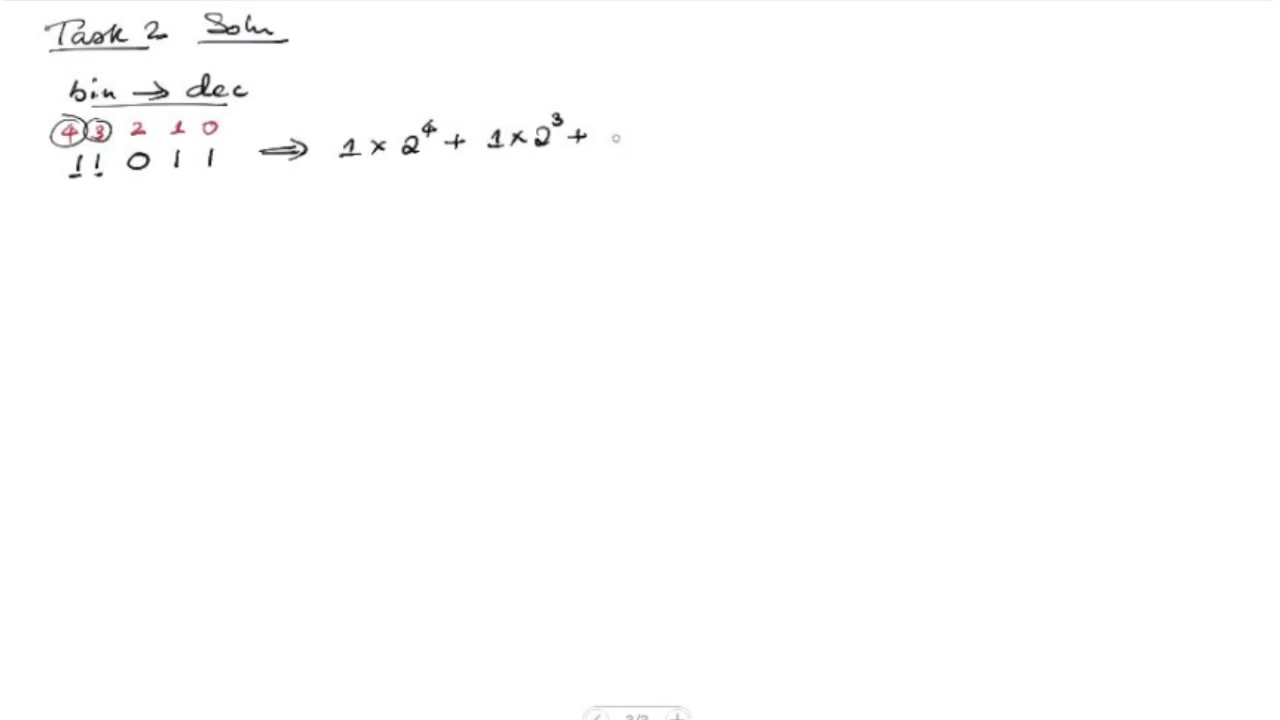 Task 2 Soln
bin → dec
4 3 2 1 0
1 1 0 1 1 ⇒ 1 × 2⁴ + 1 × 2³ +